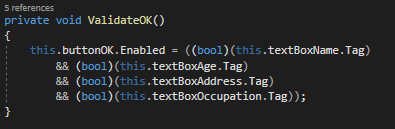 5 references
private void ValidateOK()
{
this.buttonOK.Enabled = ((bool)(this.textBoxName.Tag)
&& (bool)(this.textBoxAge.Tag)
&& (bool)(this.textBoxAddress.Tag)
&& (bool)(this.textBoxOccupation.Tag));
}